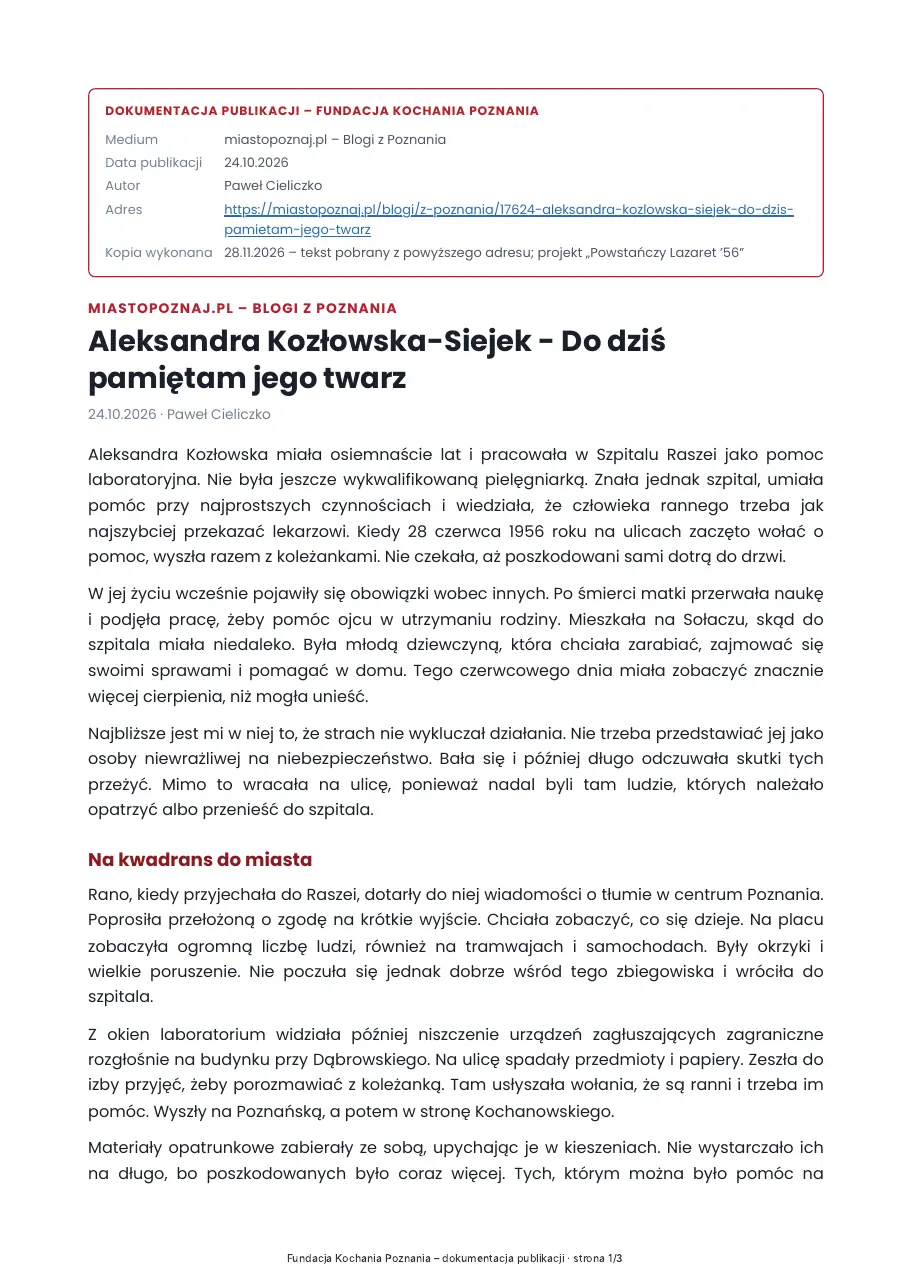 DOKUMENTACJA PUBLIKACJI – FUNDACJA KOCHANIA POZNANIA
Medium miastopoznaj.pl – Blogi z Poznania
Data publikacji 24.10.2026
Autor Paweł Cieliczko
Adres https://miastopoznaj.pl/blogi/z-poznania/17624-aleksandra-kozlowska-siejek-do-dzis-
pamietam-jego-twarz
Kopia wykonana 28.11.2026 – tekst pobrany z powyższego adresu; projekt „Powstańczy Lazaret ’56”
MIASTOPOZNAJ.PL – BLOGI Z POZNANIA
Aleksandra Kozłowska-Siejek - Do dziś
pamiętam jego twarz
24.10.2026 · Paweł Cieliczko
Aleksandra Kozłowska miała osiemnaście lat i pracowała w Szpitalu Raszei jako pomoc
laboratoryjna. Nie była jeszcze wykwalifikowaną pielęgniarką. Znała jednak szpital, umiała
pomóc przy najprostszych czynnościach i wiedziała, że człowieka rannego trzeba jak
najszybciej przekazać lekarzowi. Kiedy 28 czerwca 1956 roku na ulicach zaczęto wołać o
pomoc, wyszła razem z koleżankami. Nie czekała, aż poszkodowani sami dotrą do drzwi.
W jej życiu wcześnie pojawiły się obowiązki wobec innych. Po śmierci matki przerwała naukę
i podjęła pracę, żeby pomóc ojcu w utrzymaniu rodziny. Mieszkała na Sołaczu, skąd do
szpitala miała niedaleko. Była młodą dziewczyną, która chciała zarabiać, zajmować się
swoimi sprawami i pomagać w domu. Tego czerwcowego dnia miała zobaczyć znacznie
więcej cierpienia, niż mogła unieść.
Najbliższe jest mi w niej to, że strach nie wykluczał działania. Nie trzeba przedstawiać jej jako
osoby niewrażliwej na niebezpieczeństwo. Bała się i później długo odczuwała skutki tych
przeżyć. Mimo to wracała na ulicę, ponieważ nadal byli tam ludzie, których należało
opatrzyć albo przenieść do szpitala.
Na kwadrans do miasta
Rano, kiedy przyjechała do Raszei, dotarły do niej wiadomości o tłumie w centrum Poznania.
Poprosiła przełożoną o zgodę na krótkie wyjście. Chciała zobaczyć, co się dzieje. Na placu
zobaczyła ogromną liczbę ludzi, również na tramwajach i samochodach. Były okrzyki i
wielkie poruszenie. Nie poczuła się jednak dobrze wśród tego zbiegowiska i wróciła do
szpitala.
Z okien laboratorium widziała później niszczenie urządzeń zagłuszających zagraniczne
rozgłośnie na budynku przy Dąbrowskiego. Na ulicę spadały przedmioty i papiery. Zeszła do
izby przyjęć, żeby porozmawiać z koleżanką. Tam usłyszała wołania, że są ranni i trzeba im
pomóc. Wyszły na Poznańską, a potem w stronę Kochanowskiego.
Materiały opatrunkowe zabierały ze sobą, upychając je w kieszeniach. Nie wystarczało ich
na długo, bo poszkodowanych było coraz więcej. Tych, którym można było pomóc na
Fundacja Kochania Poznania – dokumentacja publikacji · strona 1/3